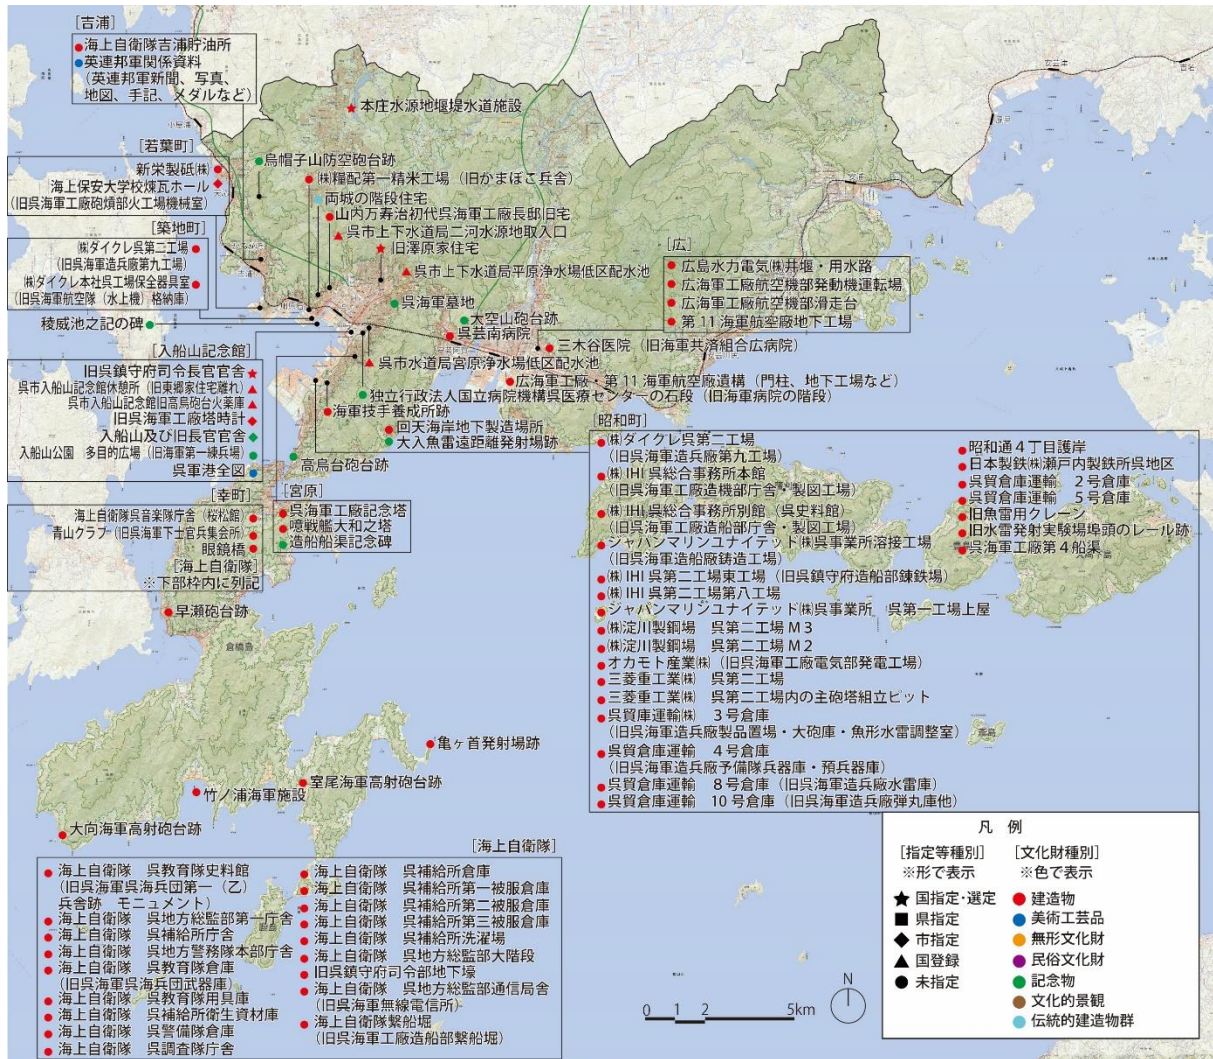 [吉浦]
海上自衛隊吉浦貯油所
英連邦軍関係資料
(英連邦軍新聞、写真、
地図、手記、メダルなど)
小屋浦
本庄水源地堰堤水道施設
[若葉町]
新栄製砥㈱
海上保安大学校煉瓦ホール
(旧呉海軍工廠砲熕部火工場機械室)
烏帽子山防空砲台跡
㈱糧配第一精米工場(旧かまぼこ兵舎)
両城の階段住宅
山内万寿治初代呉海軍工廠長邸旧宅
呉市上下水道局二河水源地取入口
旧澤原家住宅
呉市上下水道局平原浄水場低区配水池
[築地町]
㈱ダイクレ呉第二工場
(旧呉海軍造兵廠第九工場)
㈱ダイクレ本社呉工場保全器具室
(旧呉海軍航空隊(水上機)格納庫)
呉海軍墓地
大空山砲台跡
呉芸南病院
[広]
広島水力電気㈱井堰・用水路
広海軍工廠航空機部発動機運転場
広海軍工廠航空機部滑走台
第11海軍航空廠地下工場
三木谷医院(旧海軍共済組合広病院)
稜威池之記の碑
呉市水道局宮原浄水場低区配水池
広海軍工廠・第11海軍航空廠遺構(門柱、地下工場など)
独立行政法人国立病院機構呉医療センターの石段(旧海軍病院の階段)
[入船山記念館]
旧呉鎮守府司令長官官舎
呉市入船山記念館休憩所(旧東郷家住宅離れ)
呉市入船山記念館旧高烏砲台火薬庫
旧呉海軍工廠塔時計
入船山及び旧長官官舎
入船山公園 多目的広場(旧海軍第一練兵場)
呉軍港全図
海軍技手養成所跡
回天海岸地下製造場所
大入魚雷遠距離発射場跡
高烏台砲台跡
[幸町]
海上自衛隊呉音楽隊庁舎(桜松館)
青山クラブ(旧呉海軍下士官兵集会所)
眼鏡橋
[海上自衛隊]
※下部枠内に列記
[宮原]
呉海軍工廠記念塔
噫戦艦大和之塔
造船船渠記念碑
[昭和町]
㈱ダイクレ呉第二工場
(旧呉海軍造兵廠第九工場)
㈱IHI呉総合事務所本館
(旧呉海軍工廠造機部庁舎・製図工場)
㈱IHI呉総合事務所別館(呉史料館)
(旧呉海軍工廠造船部庁舎・製図工場)
ジャパンマリンユナイテッド㈱呉事業所溶接工場
(旧呉海軍造船廠鋳造工場)
㈱IHI呉第二工場東工場(旧呉鎮守府造船部錬鉄場)
㈱IHI呉第二工場第八工場
ジャパンマリンユナイテッド㈱呉事業所 呉第一工場上屋
㈱淀川製鋼場 呉第二工場M3
㈱淀川製鋼場 呉第二工場M2
オカモト産業㈱(旧呉海軍工廠電気部発電工場)
三菱重工業㈱ 呉第二工場
三菱重工業㈱ 呉第二工場内の主砲塔組立ピット
呉貿庫運輸㈱ 3号倉庫
(旧呉海軍造兵廠製品置場・大砲庫・魚形水雷調整室)
呉貿倉庫運輸 4号倉庫
(旧呉海軍造兵廠予備隊兵器庫・預兵器庫)
呉貿倉庫運輸 8号倉庫(旧呉海軍造兵廠水雷庫)
呉貿倉庫運輸 10号倉庫(旧呉海軍造兵廠弾丸庫他)
昭和通4丁目護岸
日本製鉄㈱瀬戸内製鉄所呉地区
呉貿倉庫運輸 2号倉庫
呉貿倉庫運輸 5号倉庫
旧魚雷用クレーン
旧水雷発射実験場埠頭のレール跡
呉海軍工廠第4船渠
早瀬砲台跡
倉橋島
亀ヶ首発射場跡
室尾海軍高射砲台跡
竹ノ浦海軍施設
大向海軍高射砲台跡
[海上自衛隊]
海上自衛隊 呉教育隊史料館
(旧呉海軍呉海兵団第一(乙)
兵舎跡 モニュメント)
海上自衛隊 呉地方総監部第一庁舎
海上自衛隊 呉補給所庁舎
海上自衛隊 呉地方警務隊本部庁舎
海上自衛隊 呉教育隊倉庫
(旧呉海軍呉海兵団武器庫)
海上自衛隊 呉教育隊用具庫
海上自衛隊 呉補給所衛生資材庫
海上自衛隊 呉警備隊倉庫
海上自衛隊 呉調査隊庁舎
海上自衛隊 呉補給所倉庫
海上自衛隊 呉補給所第一被服倉庫
海上自衛隊 呉補給所第二被服倉庫
海上自衛隊 呉補給所第三被服倉庫
海上自衛隊 呉補給所洗濯場
海上自衛隊 呉地方総監部大階段
旧呉鎮守府司令部地下壕
海上自衛隊 呉地方総監部通信局舎
(旧呉海軍無線電信所)
海上自衛隊繋船堀
(旧呉海軍工廠造船部繋船堀)
凡 例
[指定等種別]
※形で表示
国指定・選定
県指定
市指定
国登録
未指定
[文化財種別]
※色で表示
建造物
美術工芸品
無形文化財
民俗文化財
記念物
文化的景観
伝統的建造物群
0 1 2 5km
N